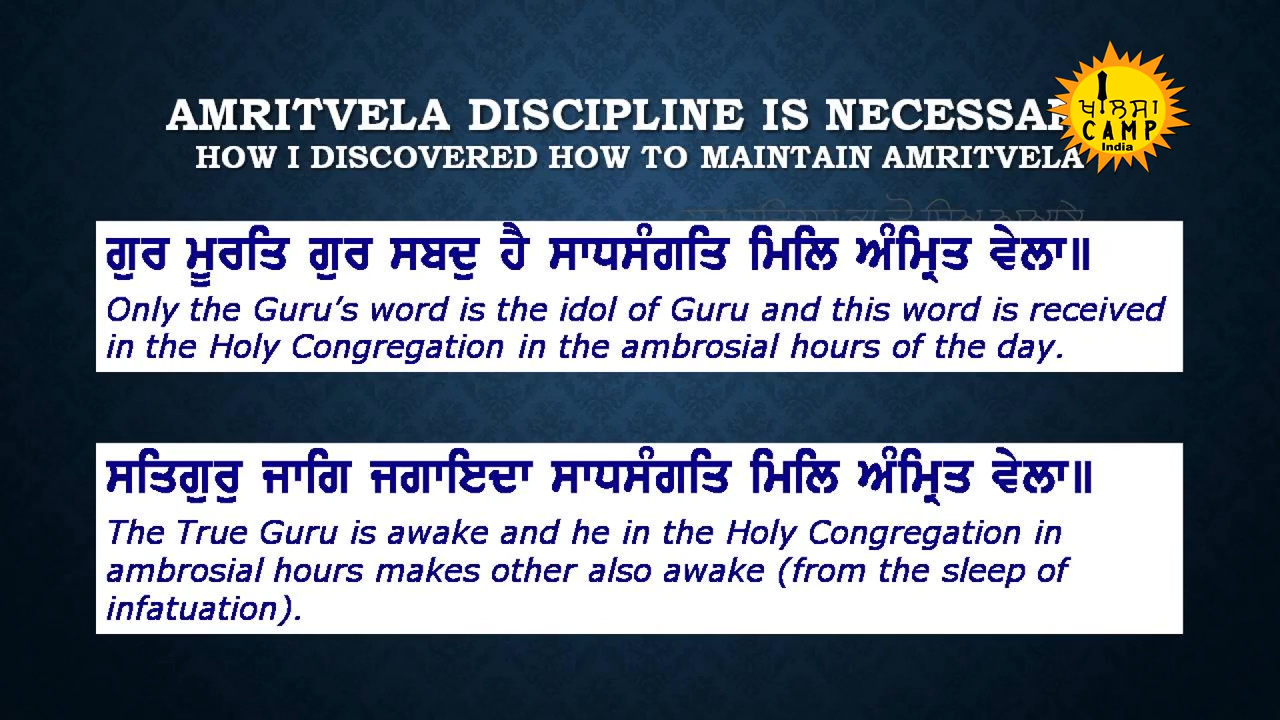 AMRITVELA DISCIPLINE IS NECESSAR
HOW I DISCOVERED HOW TO MAINTAIN AMRITVELA
ਖਾਲਸਾ
CAMP
India
ਗੁਰ ਮੂਰਤਿ ਗੁਰ ਸਬਦੁ ਹੈ ਸਾਧਸੰਗਤਿ ਮਿਲਿ ਅੰਮ੍ਰਿਤ ਵੇਲਾ॥
Only the Guru’s word is the idol of Guru and this word is received
in the Holy Congregation in the ambrosial hours of the day.
ਸਤਿਗੁਰੁ ਜਾਗਿ ਜਗਾਇਦਾ ਸਾਧਸੰਗਤਿ ਮਿਲਿ ਅੰਮ੍ਰਿਤ ਵੇਲਾ॥
The True Guru is awake and he in the Holy Congregation in
ambrosial hours makes other also awake (from the sleep of
infatuation).